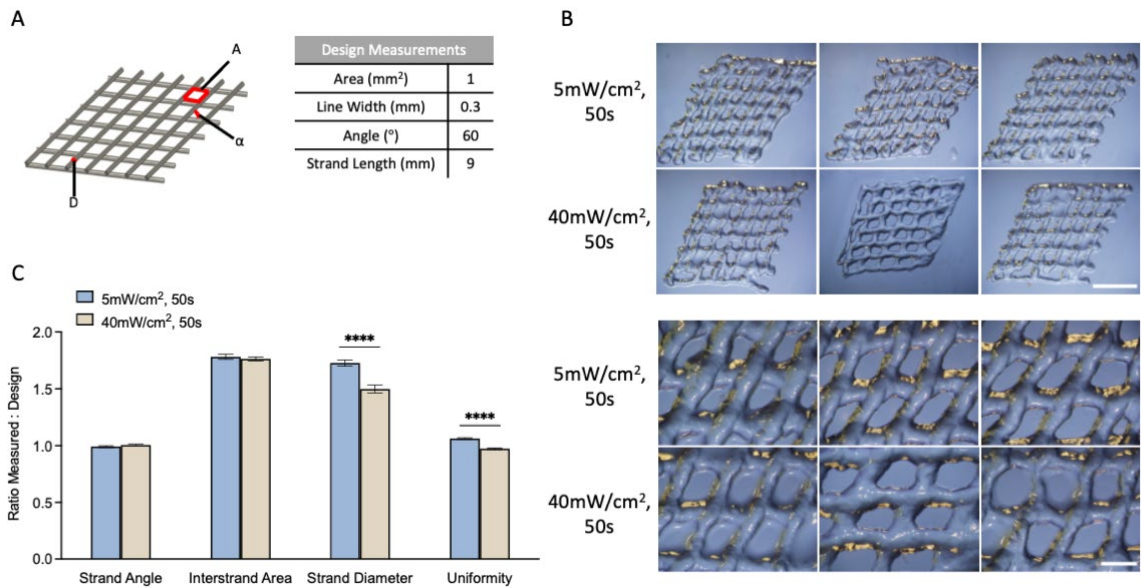 A
A
α
D
Design Measurements
Area (mm²) 1
Line Width (mm) 0.3
Angle (°) 60
Strand Length (mm) 9
B
5mW/cm²,
50s
40mW/cm²,
50s
5mW/cm²,
50s
40mW/cm²,
50s
C
5mW/cm², 50s
40mW/cm², 50s
Ratio Measured : Design
2.0
1.5
1.0
0.5
0.0
****
****
Strand Angle
Interstrand Area
Strand Diameter
Uniformity